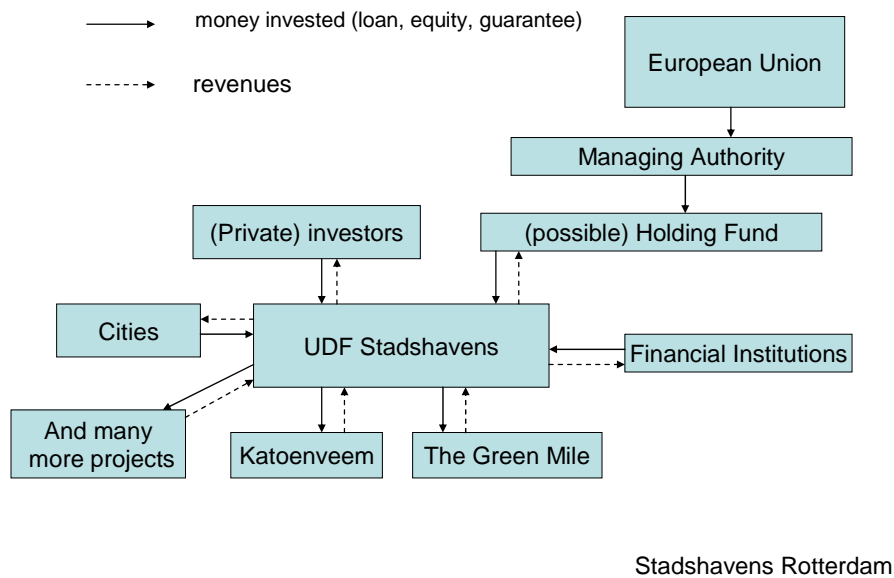 money invested (loan, equity, guarantee)
revenues
European Union
Managing Authority
(Private) investors
(possible) Holding Fund
Cities
UDF Stadshavens
Financial Institutions
And many
more projects
Katoenveem
The Green Mile
Stadshavens Rotterdam